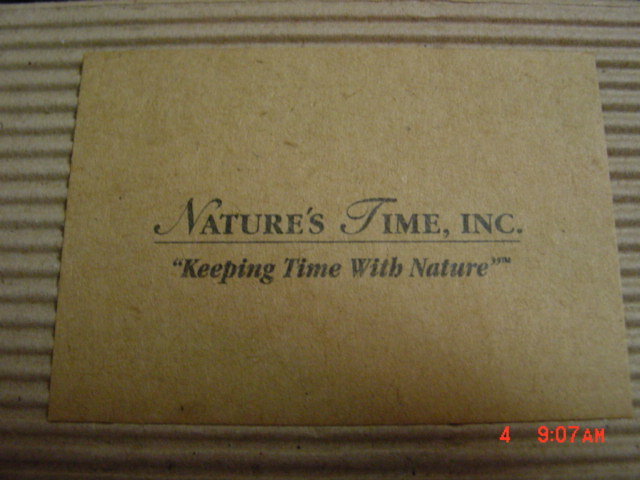 NATURE'S TIME, INC.
"Keeping Time With Nature"™
4 9:07AM